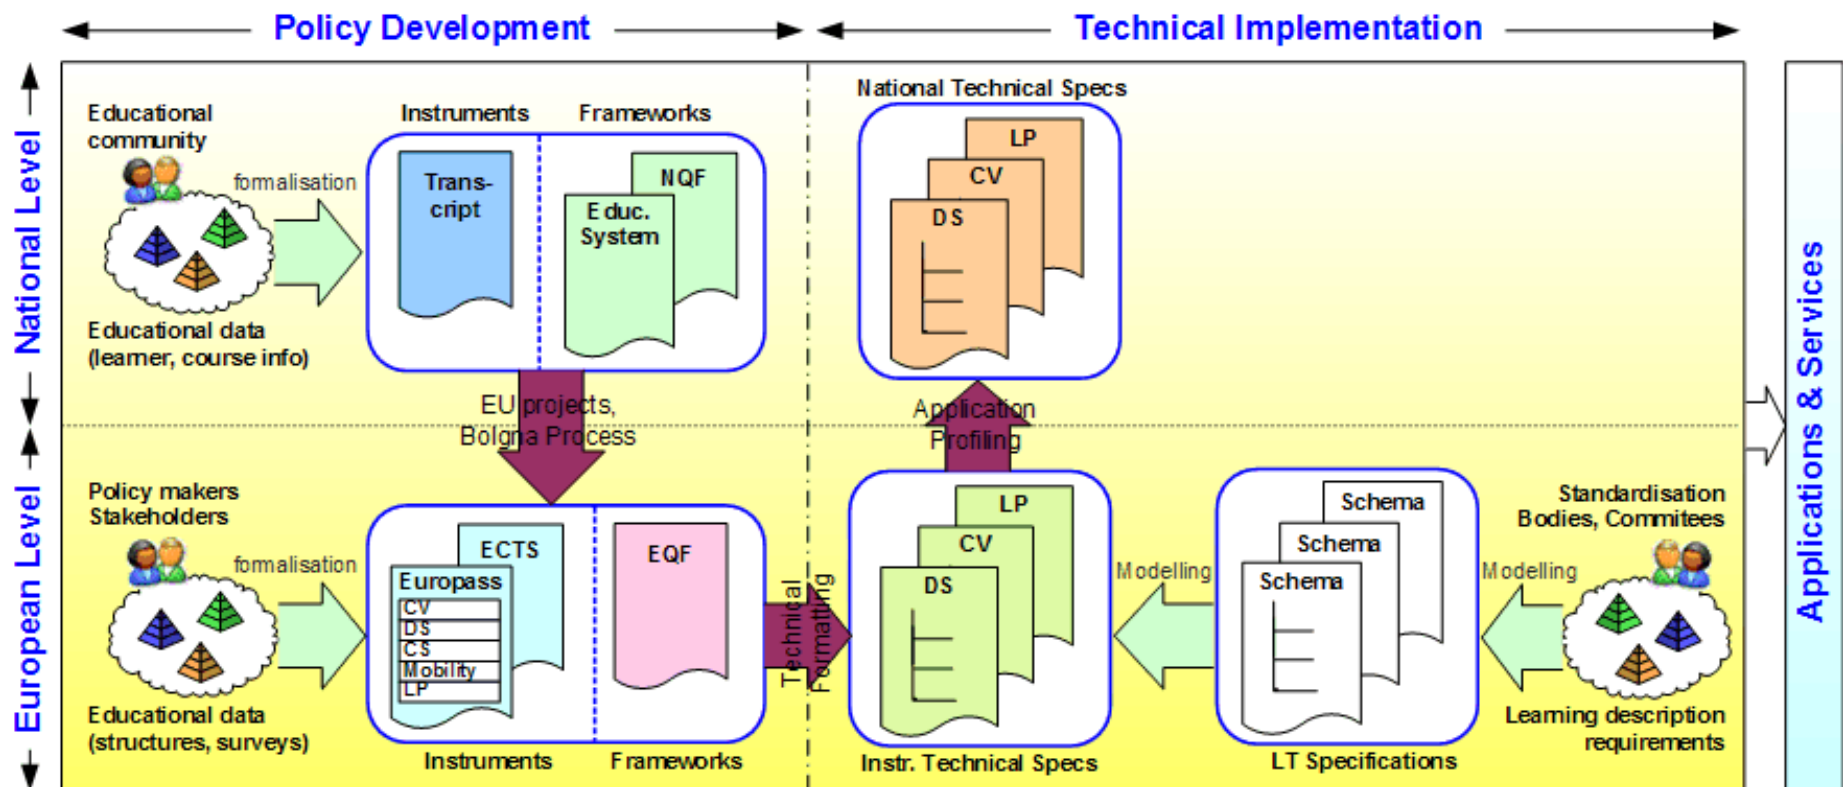 Policy Development
Technical Implementation
National Level
European Level
Applications & Services
Educational
community
formalisation
Educational data
(learner, course info)
Instruments
Frameworks
Trans-
cript
NQF
Educ.
System
National Technical Specs
LP
CV
DS
EU projects,
Bolgna Process
Application
Profiling
Policy makers
Stakeholders
formalisation
Educational data
(structures, surveys)
ECTS
Europass
CV
DS
CS
Mobility
LP
EQF
Instruments
Frameworks
Technical
Formatting
LP
CV
DS
Instr. Technical Specs
Modelling
Schema
Schema
Schema
LT Specifications
Modelling
Standardisation
Bodies, Commitees
Learning description
requirements